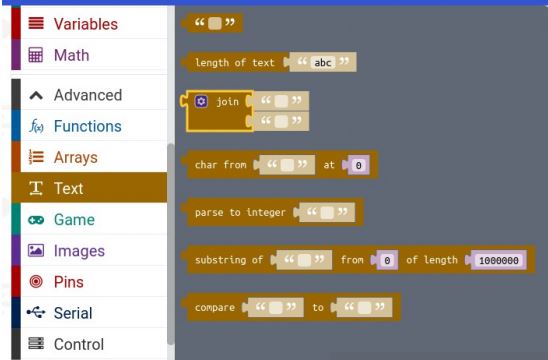 Variables
Math
Advanced
f(x) Functions
Arrays
T Text
Game
Images
Pins
Serial
Control
“ ”
length of text “ abc ”
join “ ”
“ ”
char from “ ” at 0
parse to integer “ ”
substring of “ ” from 0 of length 1000000
compare “ ” to “ ”